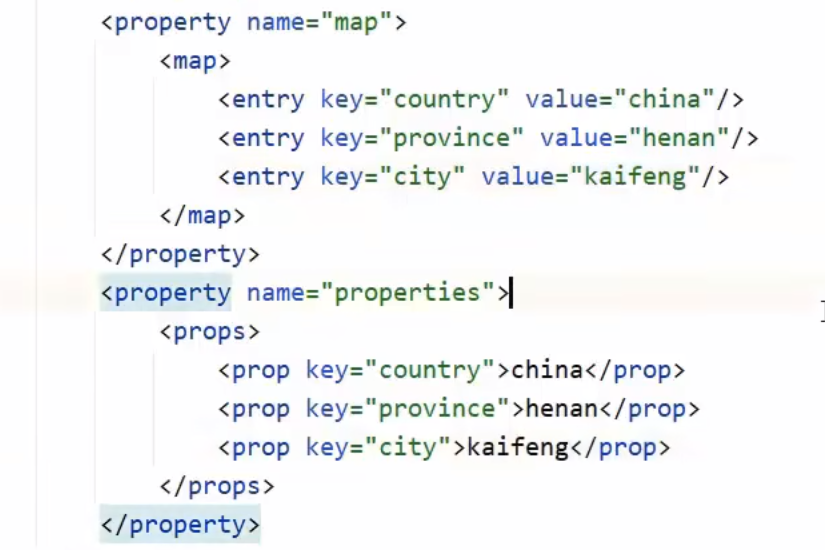 <property name="map">
<map>
<entry key="country" value="china"/>
<entry key="province" value="henan"/>
<entry key="city" value="kaifeng"/>
</map>
</property>
<property name="properties">
<props>
<prop key="country">china</prop>
<prop key="province">henan</prop>
<prop key="city">kaifeng</prop>
</props>
</property>